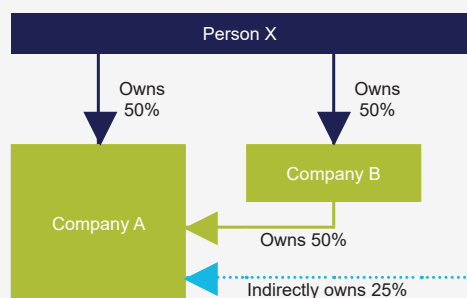 Person X
Owns
50%
Owns
50%
Company B
Company A
Owns 50%
Indirectly owns 25%